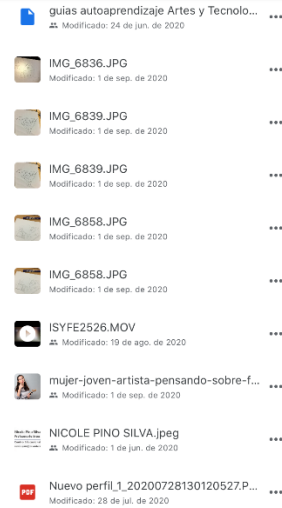 guias autoaprendizaje Artes y Tecnolo...
Modificado: 24 de jun. de 2020
IMG_6836.JPG
Modificado: 1 de sep. de 2020
IMG_6839.JPG
Modificado: 1 de sep. de 2020
IMG_6839.JPG
Modificado: 1 de sep. de 2020
IMG_6858.JPG
Modificado: 1 de sep. de 2020
IMG_6858.JPG
Modificado: 1 de sep. de 2020
ISYFE2526.MOV
Modificado: 19 de ago. de 2020
mujer-joven-artista-pensando-sobre-f...
Modificado: 1 de sep. de 2020
NICOLE PINO SILVA.jpeg
Modificado: 1 de jun. de 2020
PDF
Nuevo perfil_1_20200728130120527.P...
Modificado: 28 de jul. de 2020